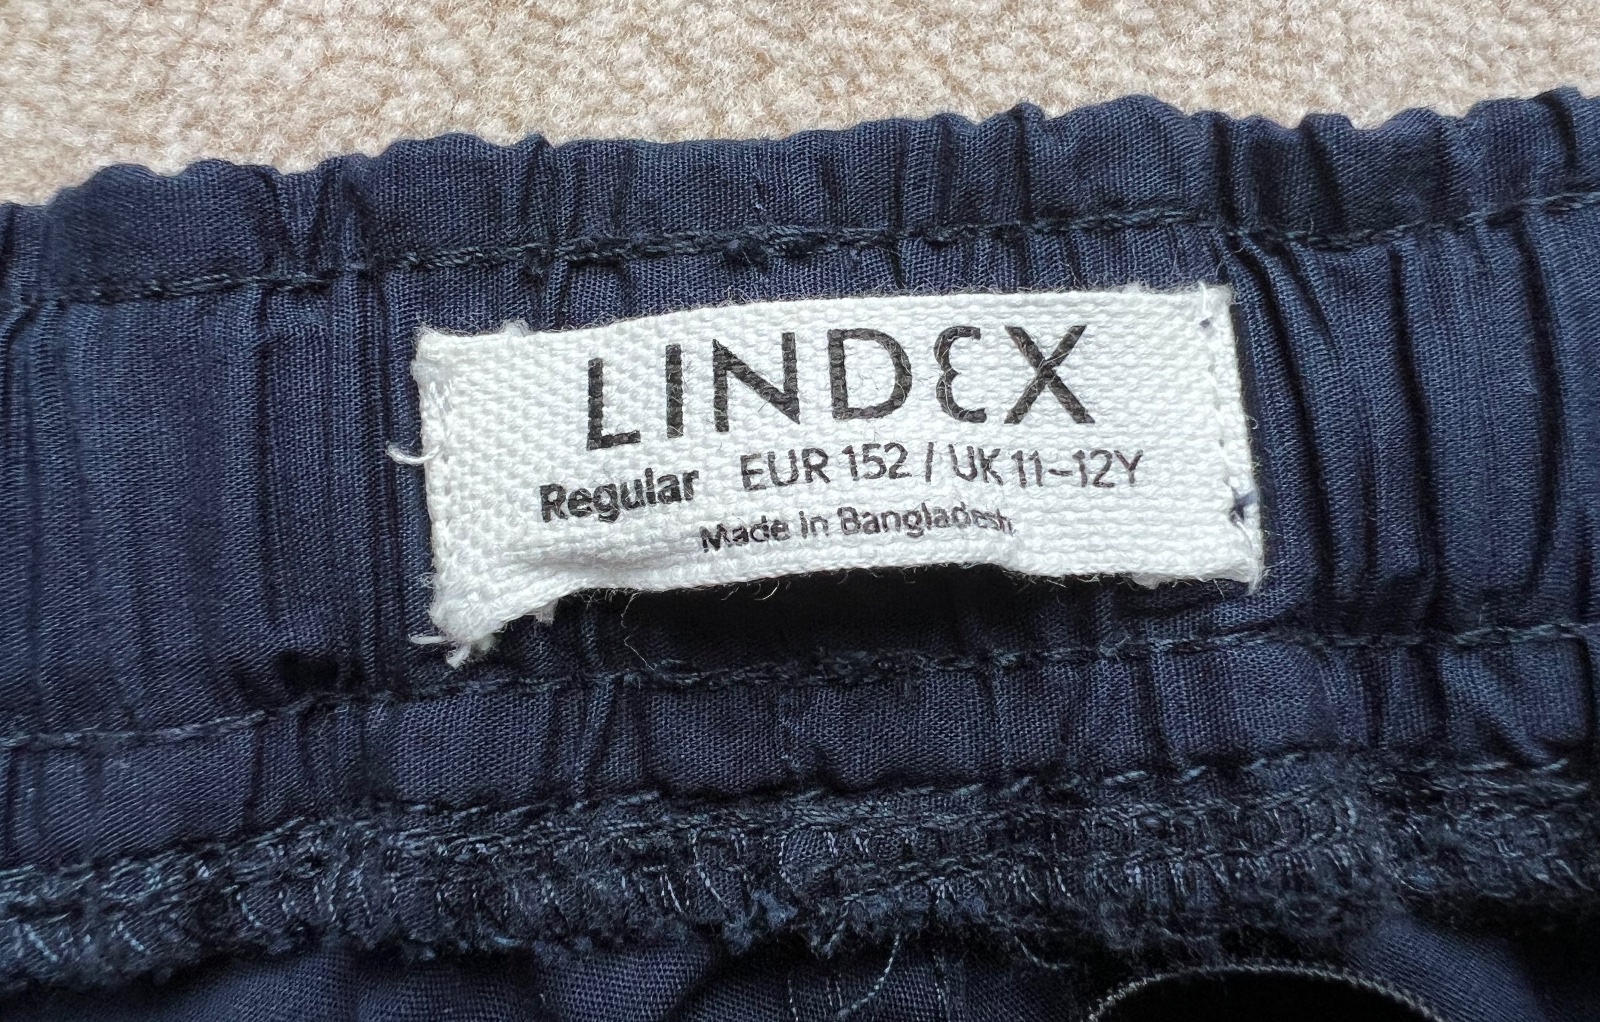 LINDEX
Regular EUR 152 / UK 11-12Y
Made in Bangladesh